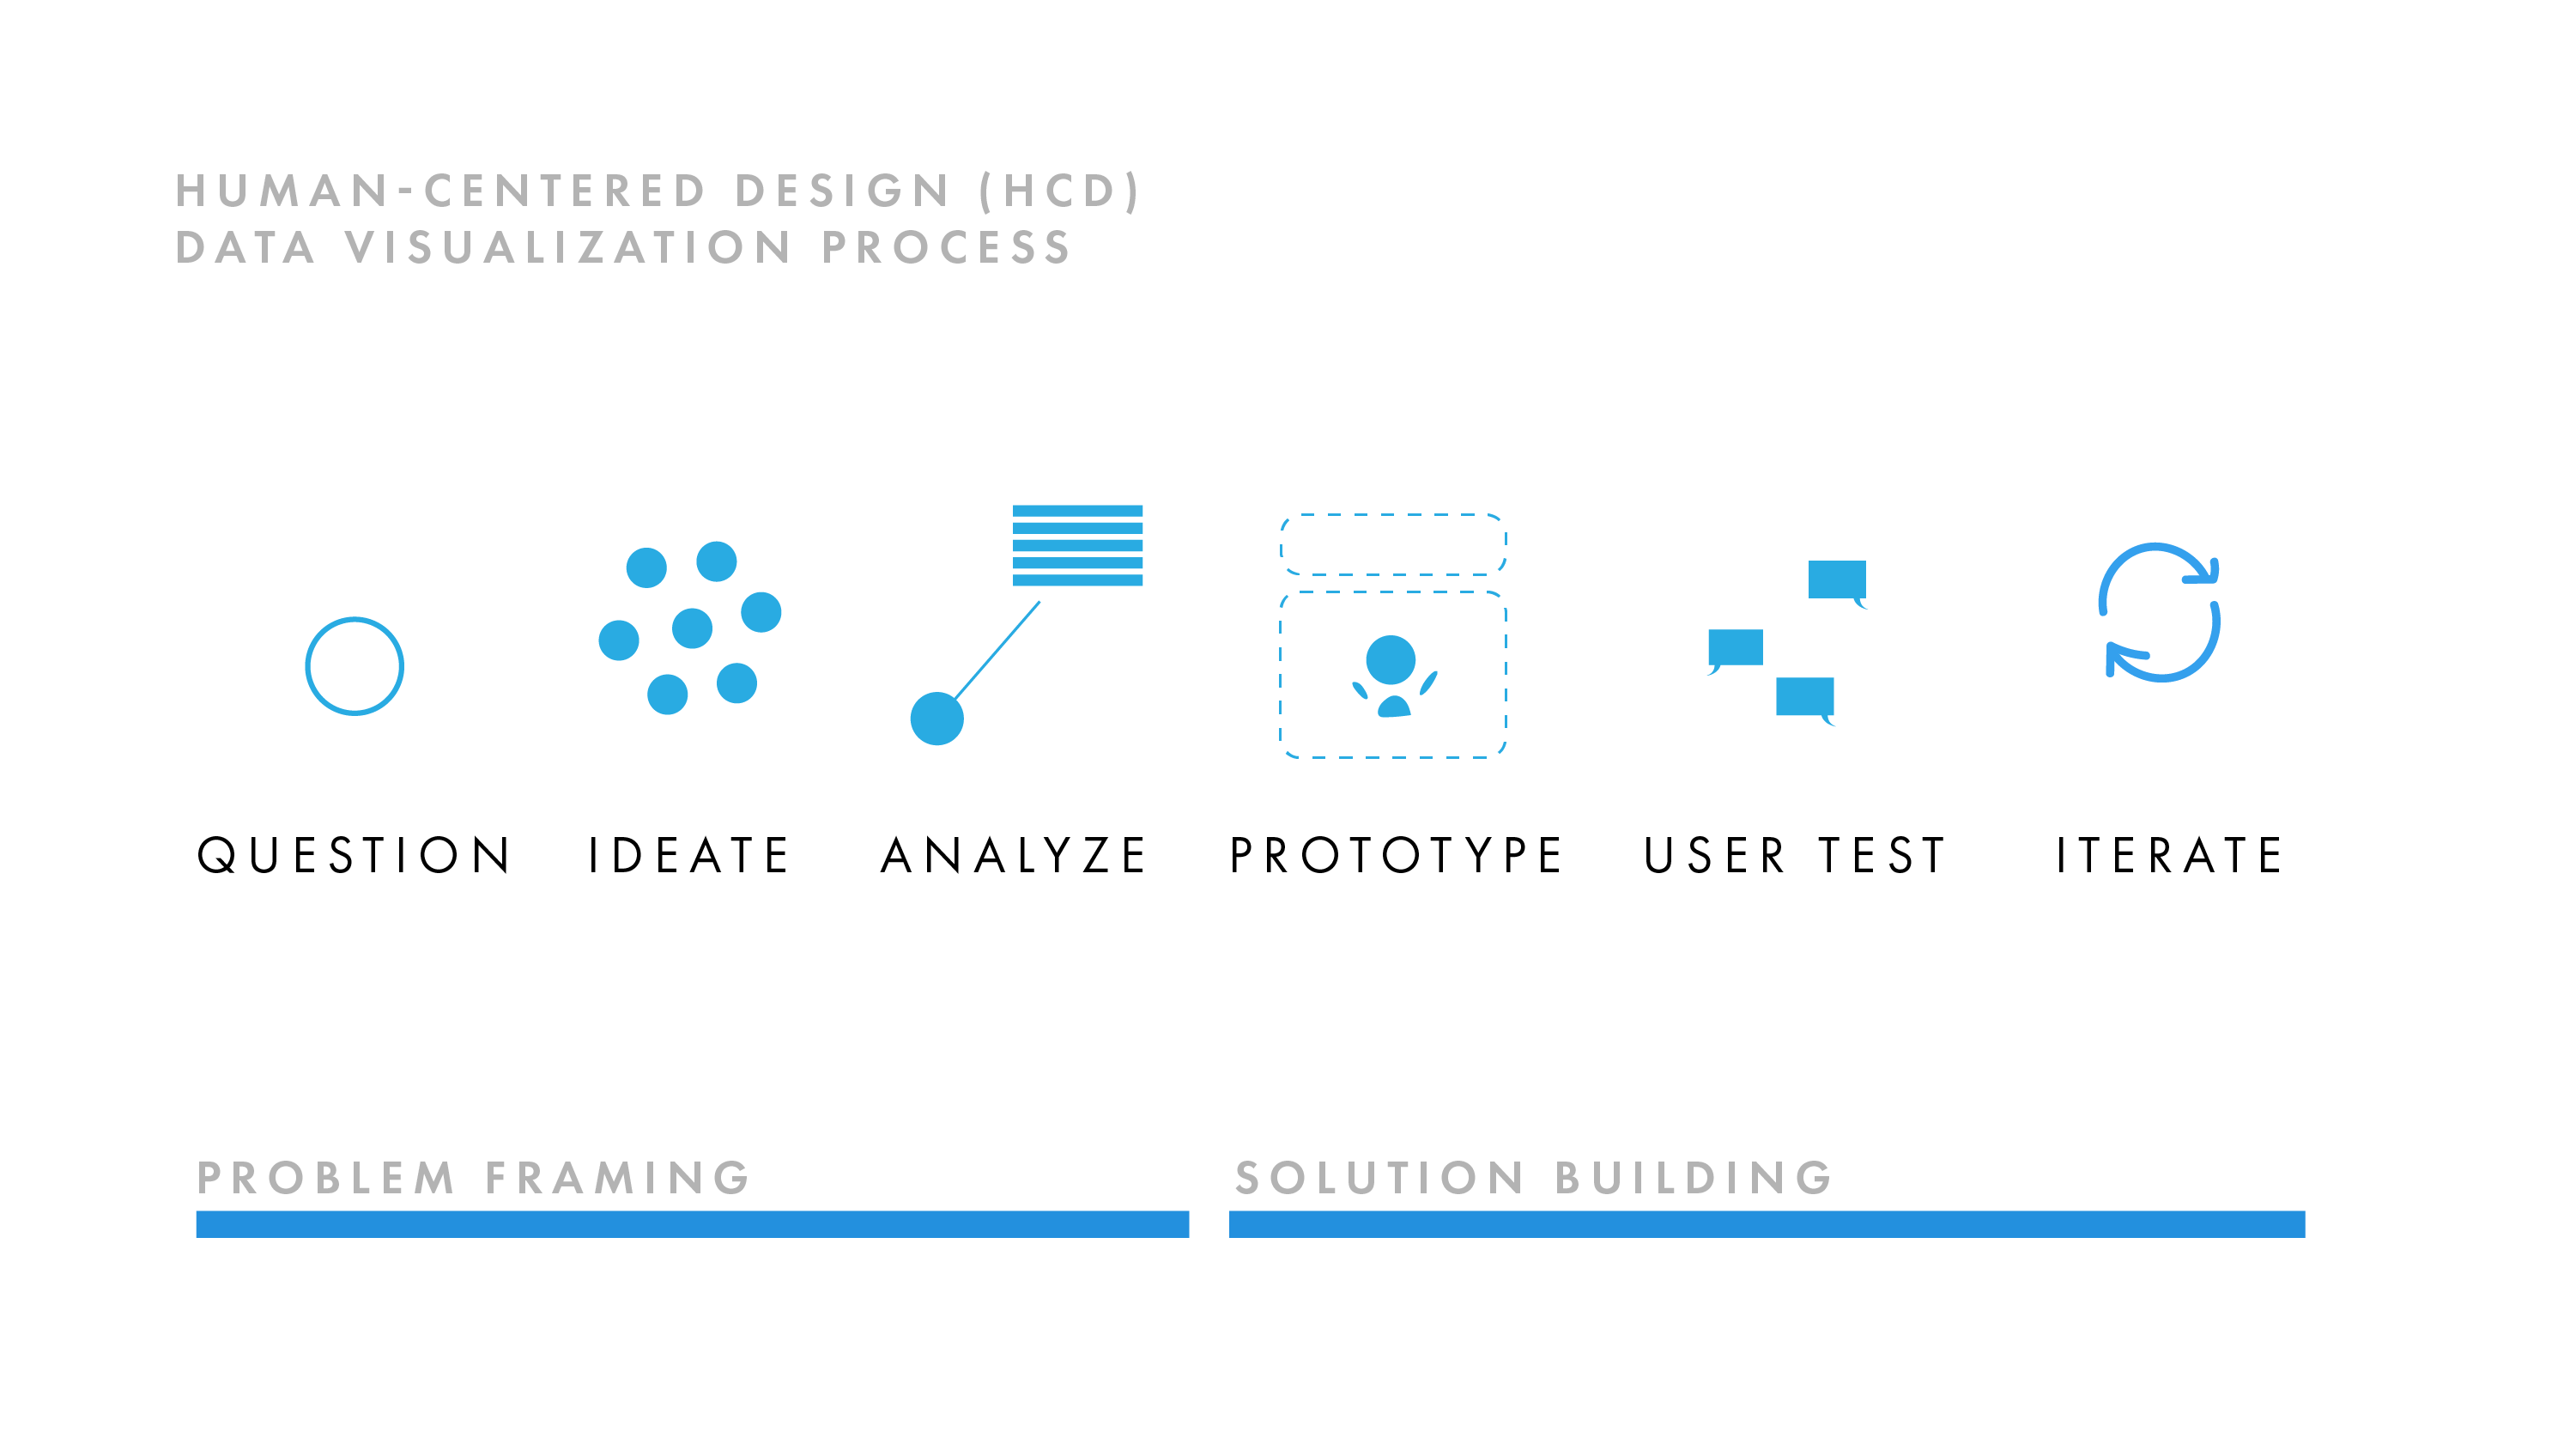 HUMAN-CENTERED DESIGN (HCD)
DATA VISUALIZATION PROCESS
QUESTION IDEATE ANALYZE PROTOTYPE USER TEST ITERATE
PROBLEM FRAMING SOLUTION BUILDING